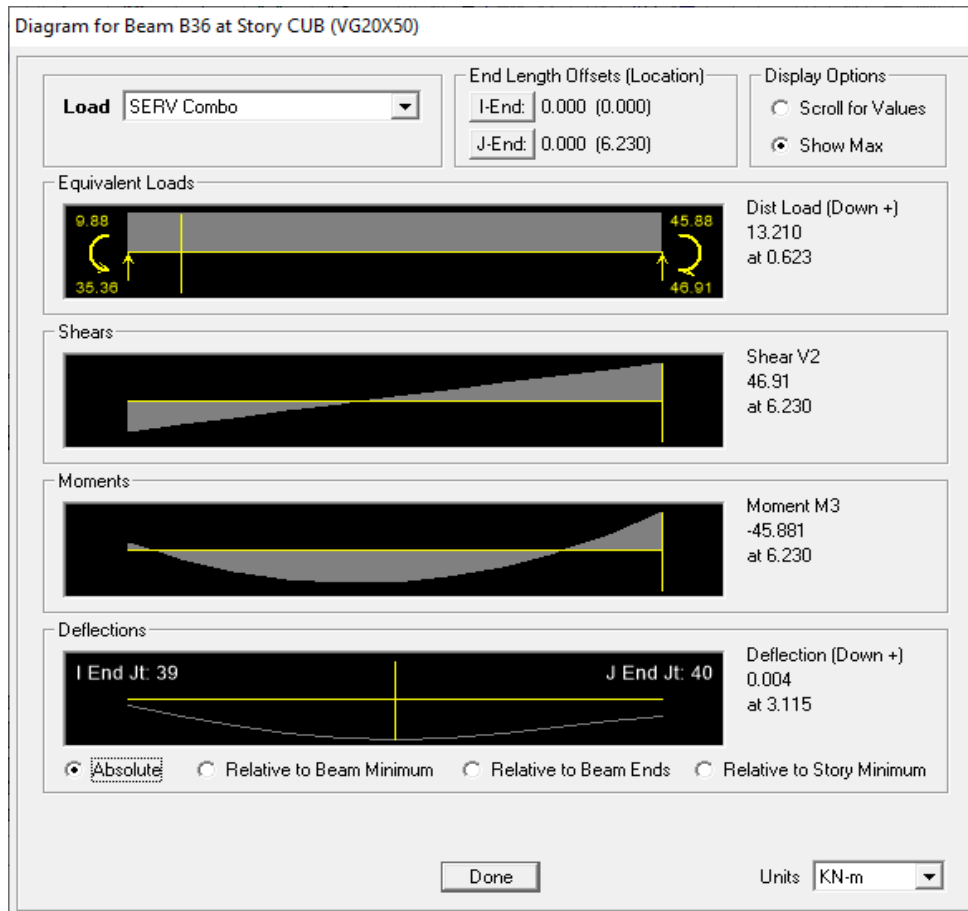 Diagram for Beam B36 at Story CUB (VG20X50)
Load SERV Combo
End Length Offsets (Location)
I-End: 0.000 (0.000)
J-End: 0.000 (6.230)
Display Options
Scroll for Values
Show Max
Equivalent Loads
9.88 45.88
35.36 46.91
Dist Load (Down +)
13.210
at 0.623
Shears
Shear V2
46.91
at 6.230
Moments
Moment M3
-45.881
at 6.230
Deflections
I End Jt: 39 J End Jt: 40
Deflection (Down +)
0.004
at 3.115
Absolute Relative to Beam Minimum Relative to Beam Ends Relative to Story Minimum
Done
Units KN-m